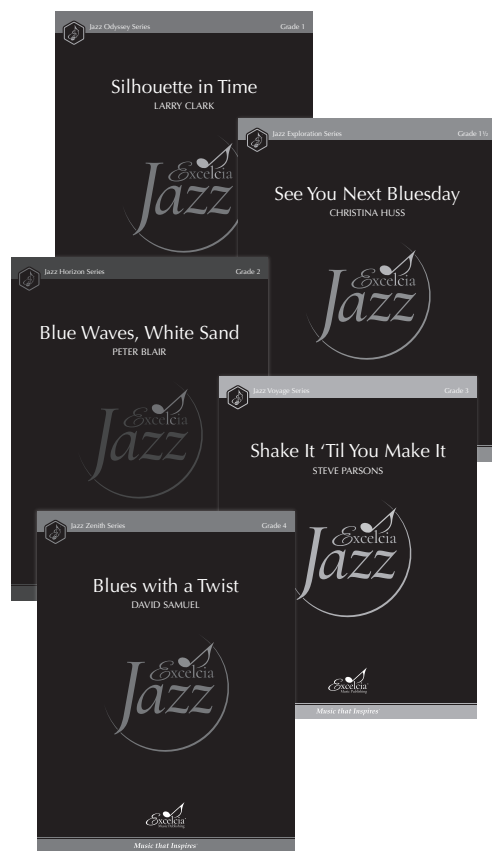 Jazz Odyssey Series Grade 1
Silhouette in Time
LARRY CLARK
Excelcia
Jazz
Jazz Exploration Series Grade 1½
See You Next Bluesday
CHRISTINA HUSS
Excelcia
Jazz
Jazz Horizon Series Grade 2
Blue Waves, White Sand
PETER BLAIR
Excelcia
Jazz
Jazz Voyage Series Grade 3
Shake It ‘Til You Make It
STEVE PARSONS
Excelcia
Jazz
Excelcia
Music Publishing
Music that Inspires
Jazz Zenith Series Grade 4
Blues with a Twist
DAVID SAMUEL
Excelcia
Jazz
Excelcia
Music Publishing
Music that Inspires